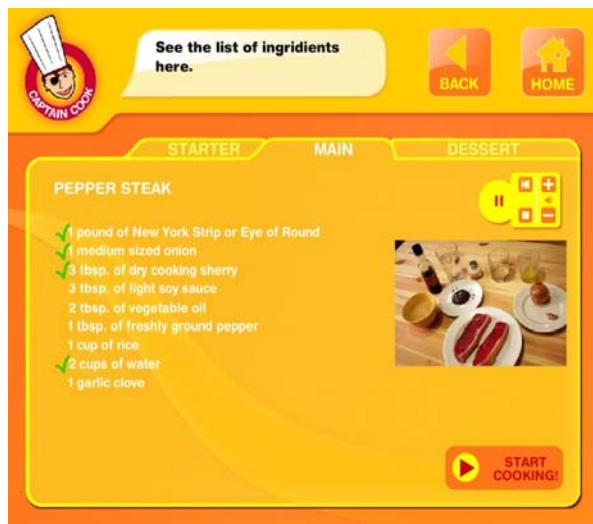 See the list of ingridients
here.
BACK
HOME
CAPTAIN COOK
STARTER
MAIN
DESSERT
PEPPER STEAK
1 pound of New York Strip or Eye of Round
1 medium sized onion
3 tbsp. of dry cooking sherry
3 tbsp. of light soy sauce
2 tbsp. of vegetable oil
1 tbsp. of freshly ground pepper
1 cup of rice
2 cups of water
1 garlic clove
START
COOKING!